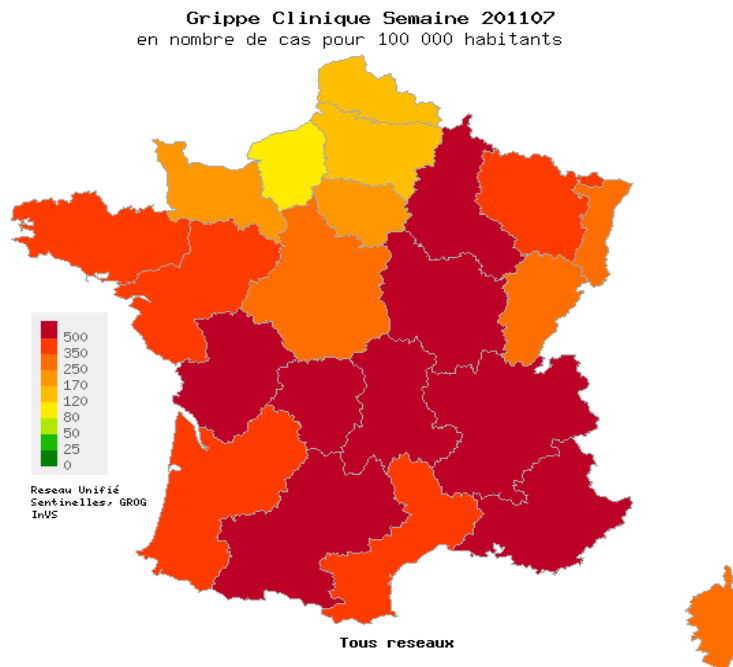 Grippe Clinique Semaine 201107
en nombre de cas pour 100 000 habitants
500
350
250
170
120
80
50
25
0
Reseau Unifié
Sentinelles, GROG
InVS
Tous reseaux